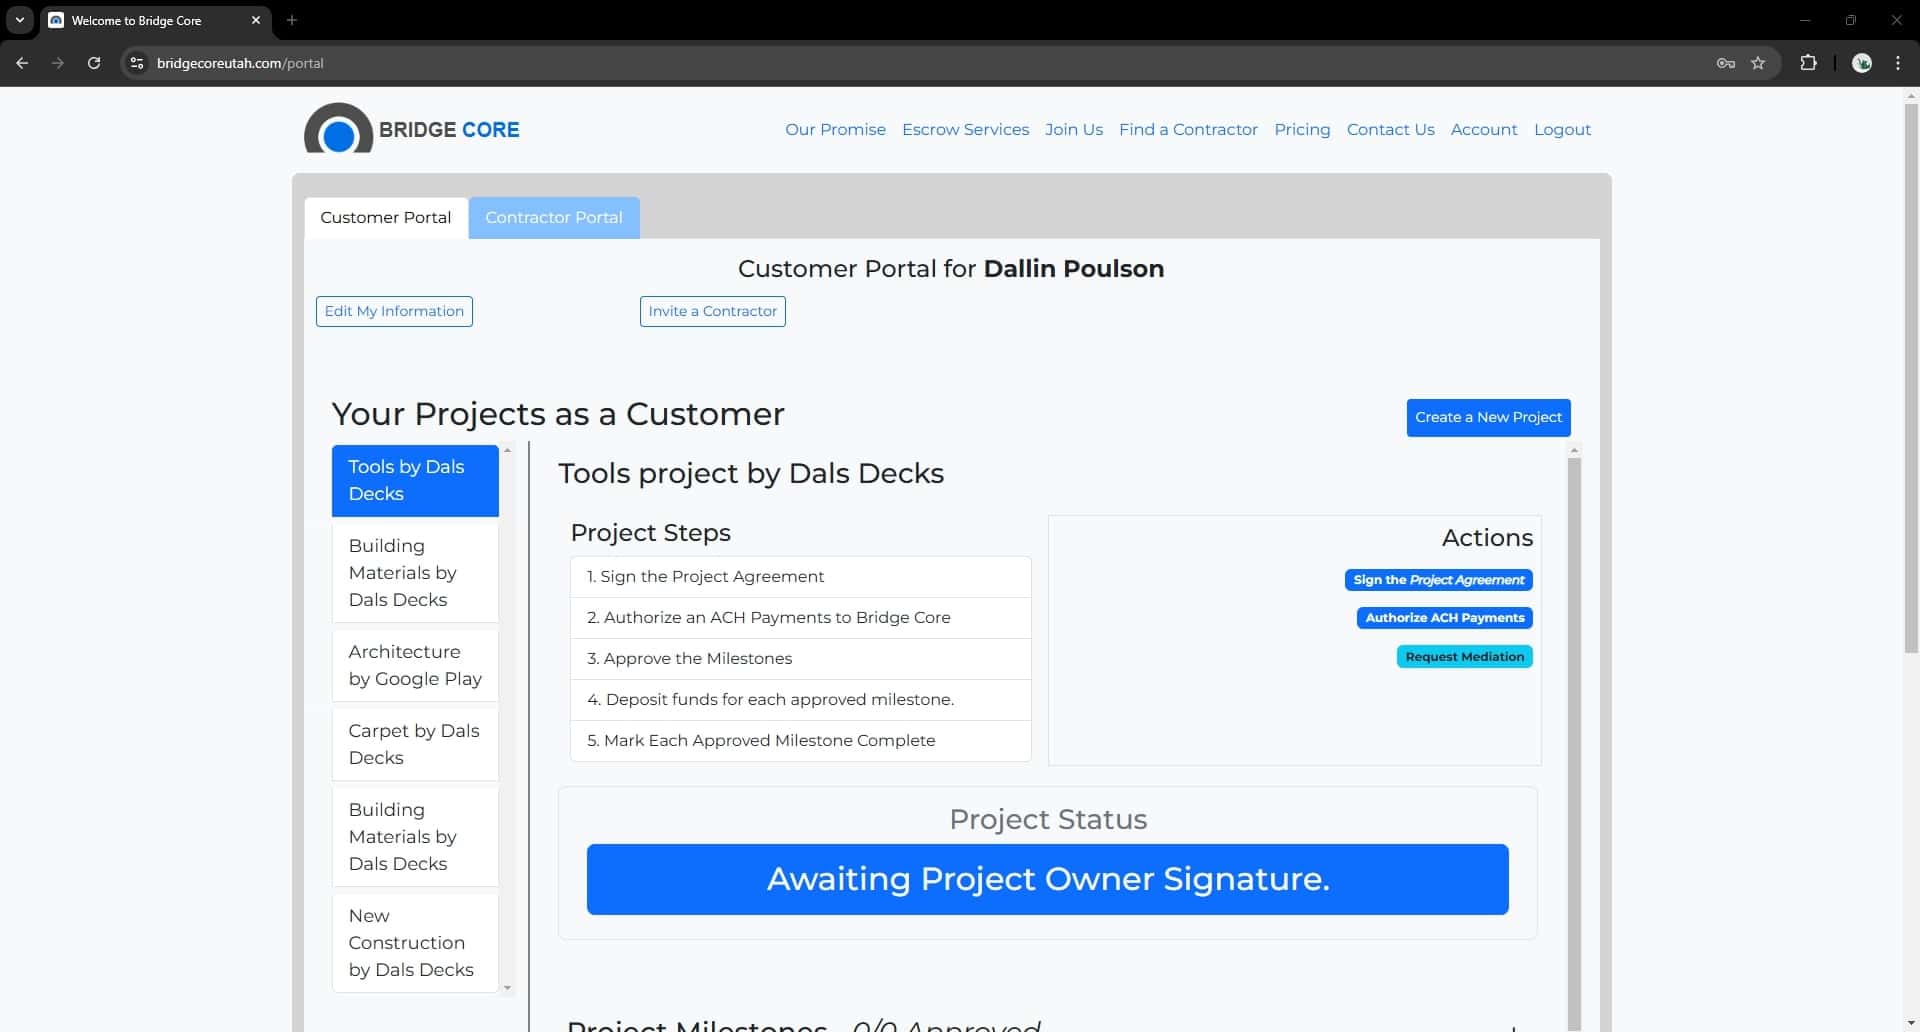 Welcome to Bridge Core
bridgecoreutah.com/portal
BRIDGE CORE
Our Promise Escrow Services Join Us Find a Contractor Pricing Contact Us Account Logout
Customer Portal Contractor Portal
Customer Portal for Dallin Poulson
Edit My Information Invite a Contractor
Your Projects as a Customer
Create a New Project
Tools by Dals
Decks
Building
Materials by
Dals Decks
Architecture
by Google Play
Carpet by Dals
Decks
Building
Materials by
Dals Decks
New
Construction
by Dals Decks
Tools project by Dals Decks
Project Steps
1. Sign the Project Agreement
2. Authorize an ACH Payments to Bridge Core
3. Approve the Milestones
4. Deposit funds for each approved milestone.
5. Mark Each Approved Milestone Complete
Actions
Sign the Project Agreement
Authorize ACH Payments
Request Mediation
Project Status
Awaiting Project Owner Signature.
Project Milestones 0/0 Approved